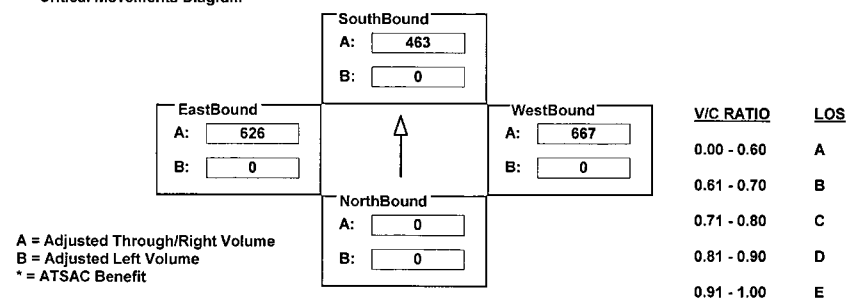 Critical Movements Diagram
SouthBound
A: 463
B: 0
EastBound
A: 626
B: 0
WestBound
A: 667
B: 0
NorthBound
A: 0
B: 0
A = Adjusted Through/Right Volume
B = Adjusted Left Volume
* = ATSAC Benefit
V/C RATIO LOS
0.00 - 0.60 A
0.61 - 0.70 B
0.71 - 0.80 C
0.81 - 0.90 D
0.91 - 1.00 E